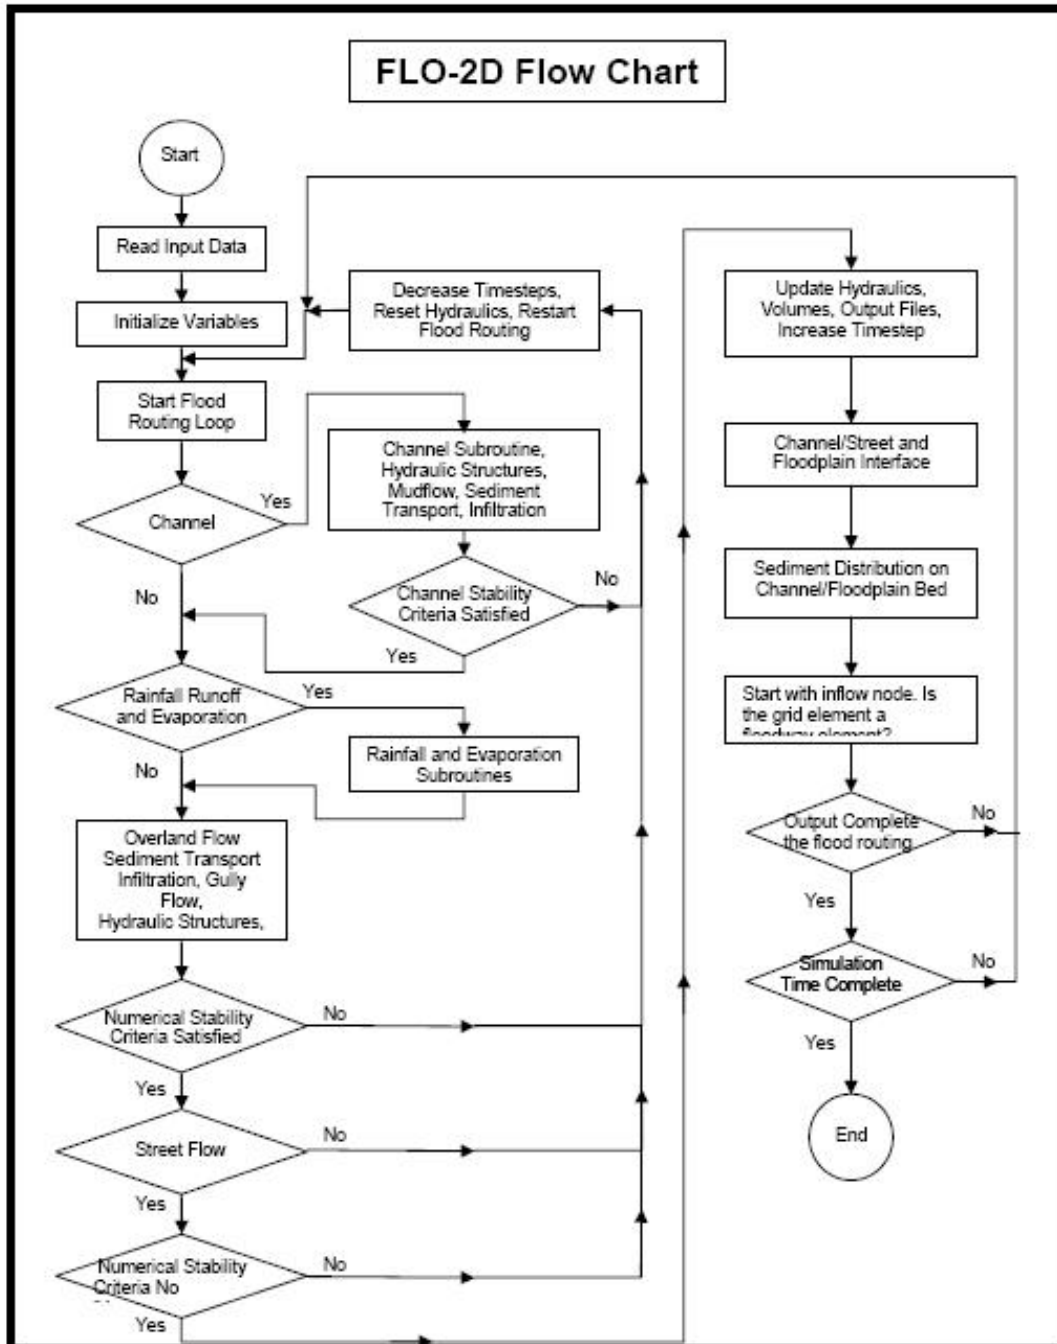 FLO-2D Flow Chart
Start
Read Input Data
Initialize Variables
Decrease Timesteps,
Reset Hydraulics, Restart
Flood Routing
Start Flood
Routing Loop
Channel
Yes
No
Channel Subroutine,
Hydraulic Structures,
Mudflow, Sediment
Transport, Infiltration
Channel Stability
Criteria Satisfied
No
Yes
Rainfall Runoff
and Evaporation
Yes
No
Rainfall and Evaporation
Subroutines
Overland Flow
Sediment Transport
Infiltration, Gully
Flow,
Hydraulic Structures,
Numerical Stability
Criteria Satisfied
No
Yes
Street Flow
No
Yes
Numerical Stability
Criteria No
No
Yes
Update Hydraulics,
Volumes, Output Files,
Increase Timestep
Channel/Street and
Floodplain Interface
Sediment Distribution on
Channel/Floodplain Bed
Start with inflow node. Is
the grid element a
floodway element?
Output Complete
the flood routing
No
Yes
Simulation
Time Complete
No
Yes
End